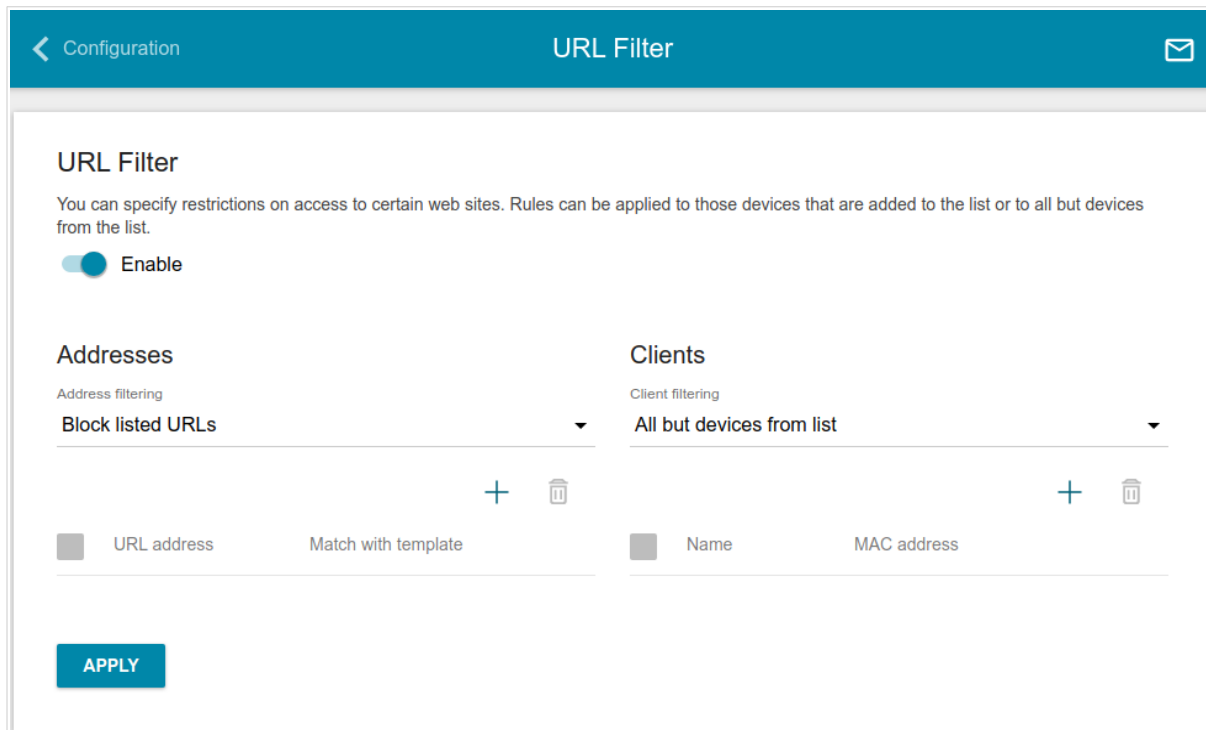 Configuration
URL Filter
URL Filter
You can specify restrictions on access to certain web sites. Rules can be applied to those devices that are added to the list or to all but devices
from the list.
Enable
Addresses
Address filtering
Block listed URLs
URL address Match with template
Clients
Client filtering
All but devices from list
Name MAC address
APPLY